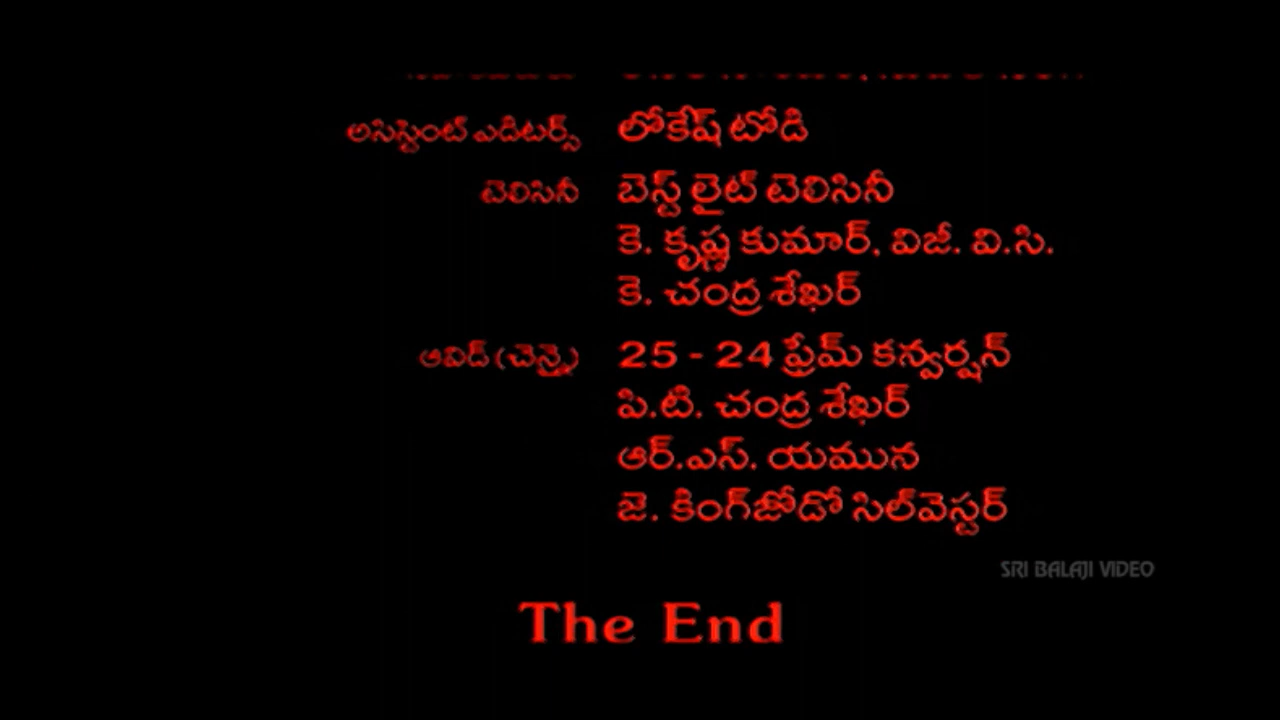 అసిస్టెంట్ ఎడిటర్స్ లోకేష్ టోడి
టెలిసినీ బెస్ట్ లైట్ టెలిసినీ
కె. కృష్ణ కుమార్, విజీ. వి.సి.
కె. చంద్ర శేఖర్
ఆవిడ్ (చెన్నై) 25 - 24 ఫ్రేమ్ కన్వర్షన్
పి.టి. చంద్ర శేఖర్
ఆర్.ఎస్. యమున
జె. కింగ్‌జోడో సిల్‌వెస్టర్
SRI BALAJI VIDEO
The End